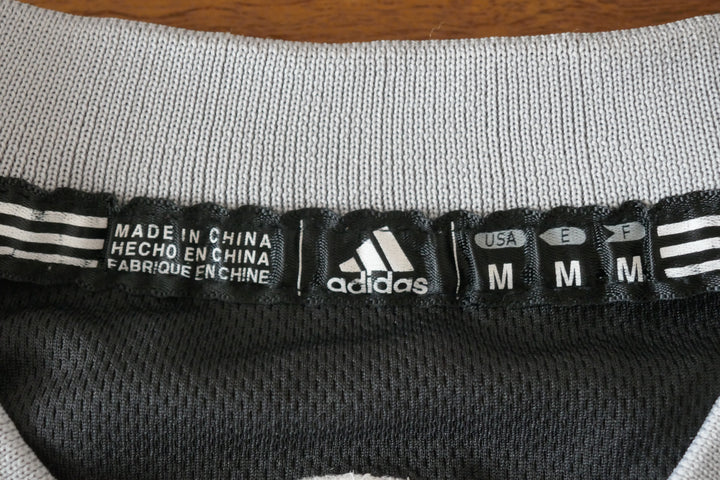 MADE IN CHINA
HECHO EN CHINA
FABRIQUE EN CHINE
adidas
USA E F
M M M